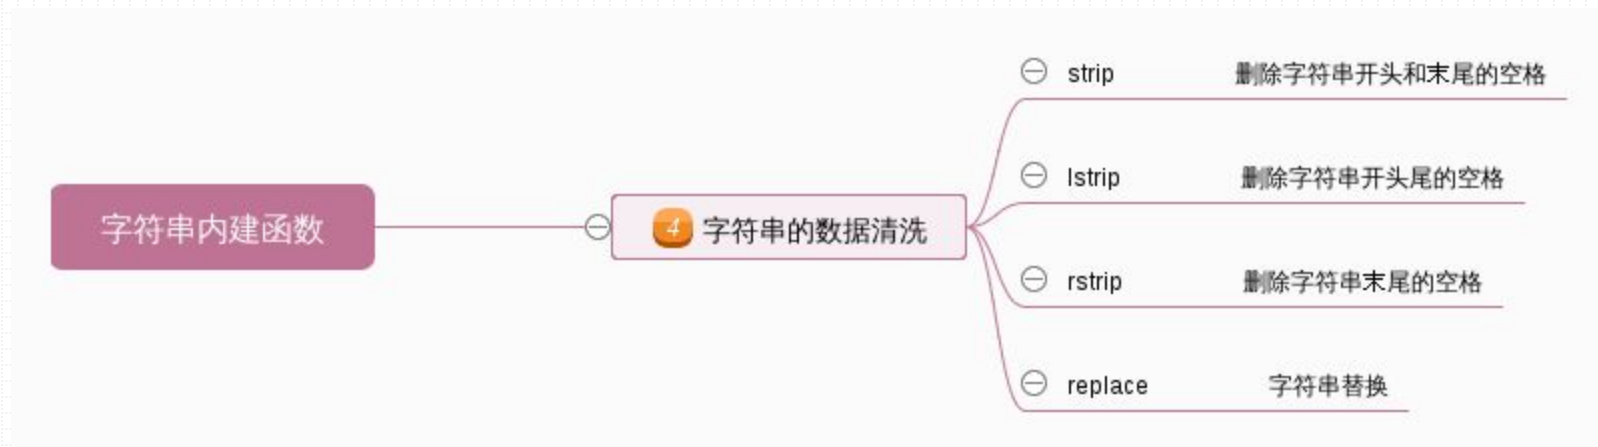 字符串内建函数
4 字符串的数据清洗
strip 删除字符串开头和末尾的空格
lstrip 删除字符串开头尾的空格
rstrip 删除字符串末尾的空格
replace 字符串替换